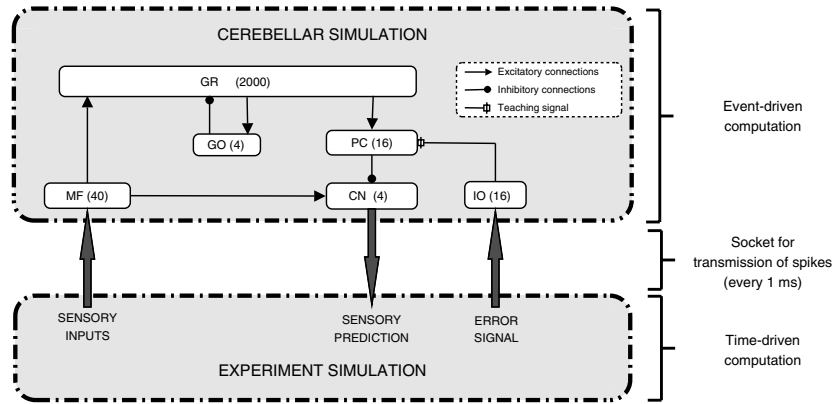 CEREBELLAR SIMULATION
GR (2000)
Excitatory connections
Inhibitory connections
Teaching signal
GO (4)
PC (16)
MF (40)
CN (4)
IO (16)
Event-driven
computation
Socket for
transmission of spikes
(every 1 ms)
SENSORY
INPUTS
SENSORY
PREDICTION
ERROR
SIGNAL
EXPERIMENT SIMULATION
Time-driven
computation